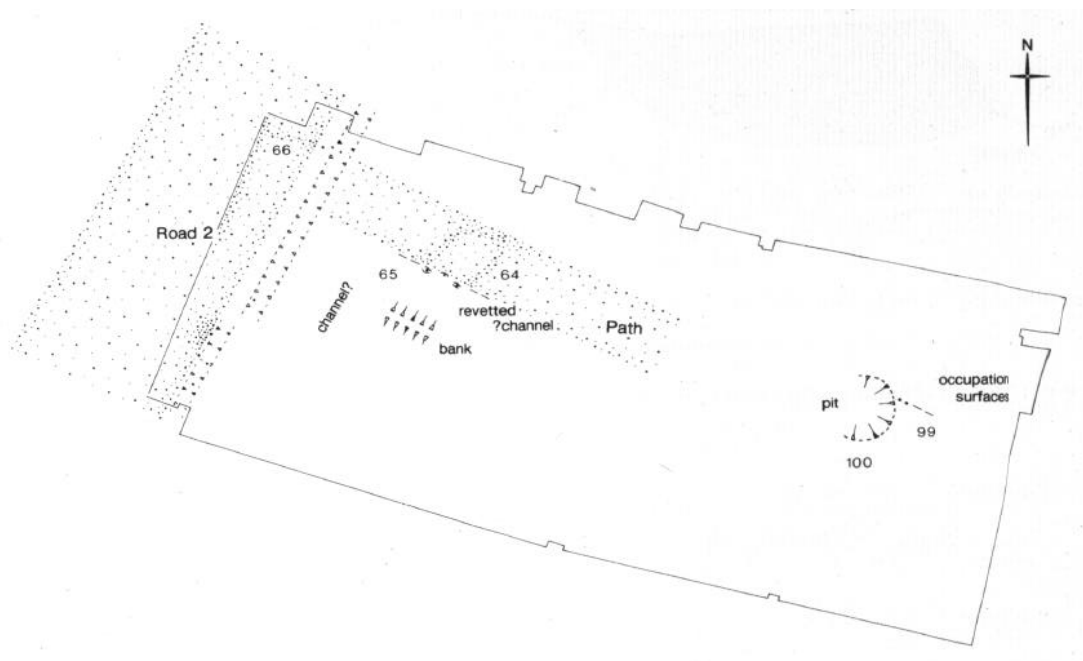 N
66
Road 2
65
64
channel?
revetted
?channel
Path
bank
occupation
surfaces
pit
99
100